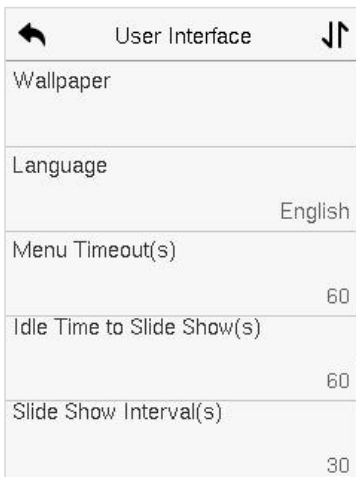 User Interface
Wallpaper
Language
English
Menu Timeout(s)
60
Idle Time to Slide Show(s)
60
Slide Show Interval(s)
30